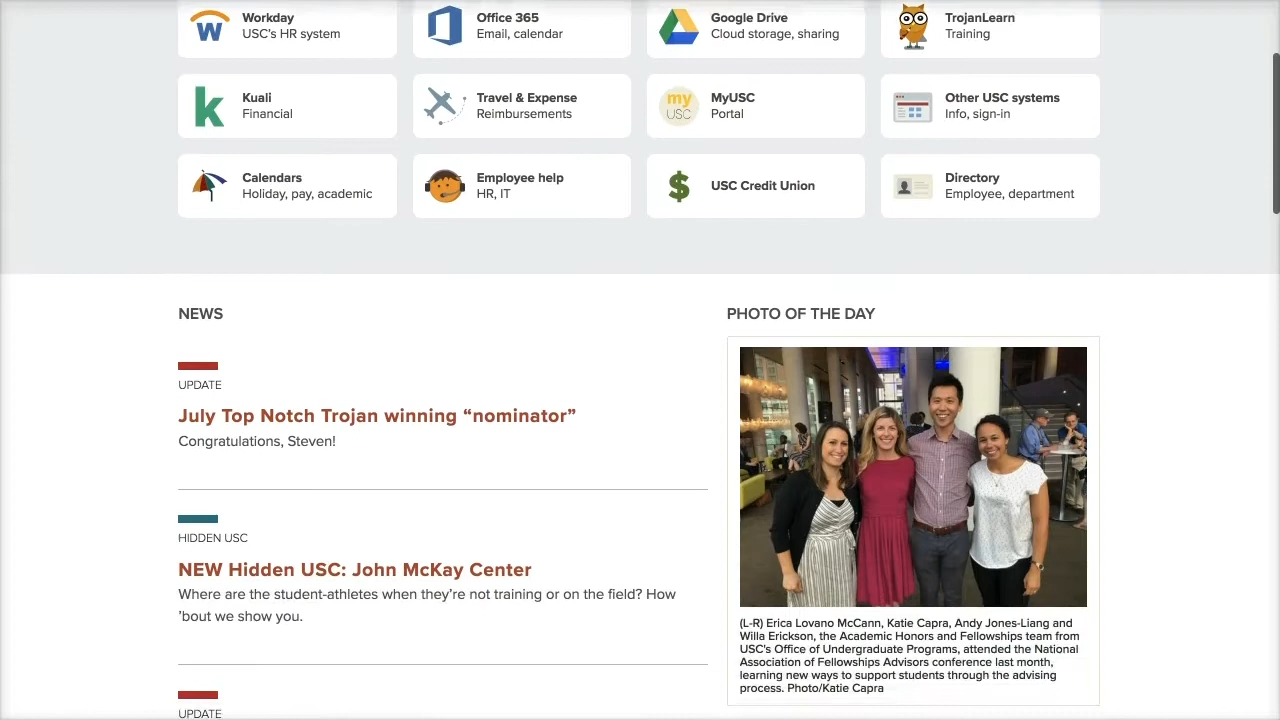 Workday
USC's HR system
Office 365
Email, calendar
Google Drive
Cloud storage, sharing
TrojanLearn
Training
Kuali
Financial
Travel & Expense
Reimbursements
my
USC
MyUSC
Portal
Other USC systems
Info, sign-in
Calendars
Holiday, pay, academic
Employee help
HR, IT
USC Credit Union
Directory
Employee, department
NEWS
UPDATE
July Top Notch Trojan winning “nominator”
Congratulations, Steven!
HIDDEN USC
NEW Hidden USC: John McKay Center
Where are the student-athletes when they’re not training or on the field? How
’bout we show you.
UPDATE
PHOTO OF THE DAY
(L-R) Erica Lovano McCann, Katie Capra, Andy Jones-Liang and
Willa Erickson, the Academic Honors and Fellowships team from
USC's Office of Undergraduate Programs, attended the National
Association of Fellowships Advisors conference last month,
learning new ways to support students through the advising
process. Photo/Katie Capra